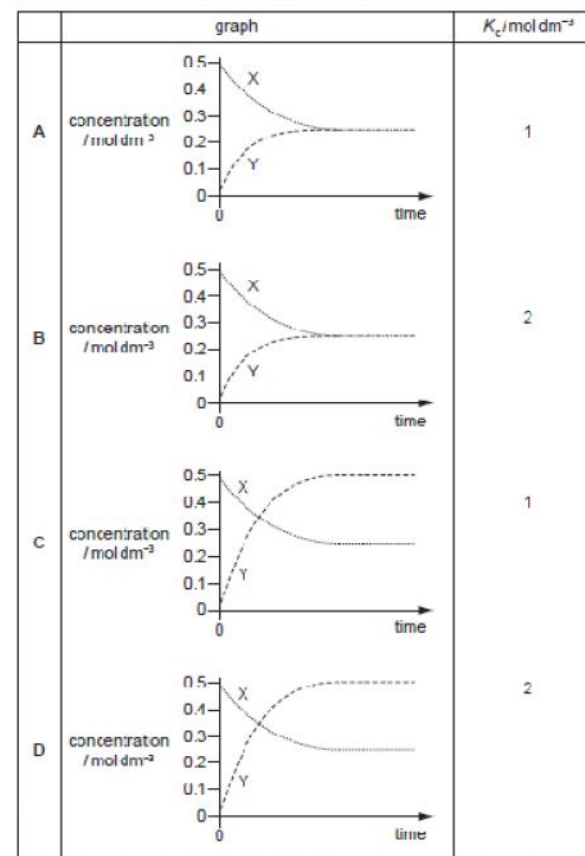 graph Kc / mol dm⁻³
A
concentration
/ mol dm⁻³
0.5
0.4
0.3
0.2
0.1
0
X
Y
0
time
1
B
concentration
/ mol dm⁻³
0.5
0.4
0.3
0.2
0.1
0
X
Y
0
time
2
C
concentration
/ mol dm⁻³
0.5
0.4
0.3
0.2
0.1
0
X
Y
0
time
1
D
concentration
/ mol dm⁻³
0.5
0.4
0.3
0.2
0.1
0
X
Y
0
time
2